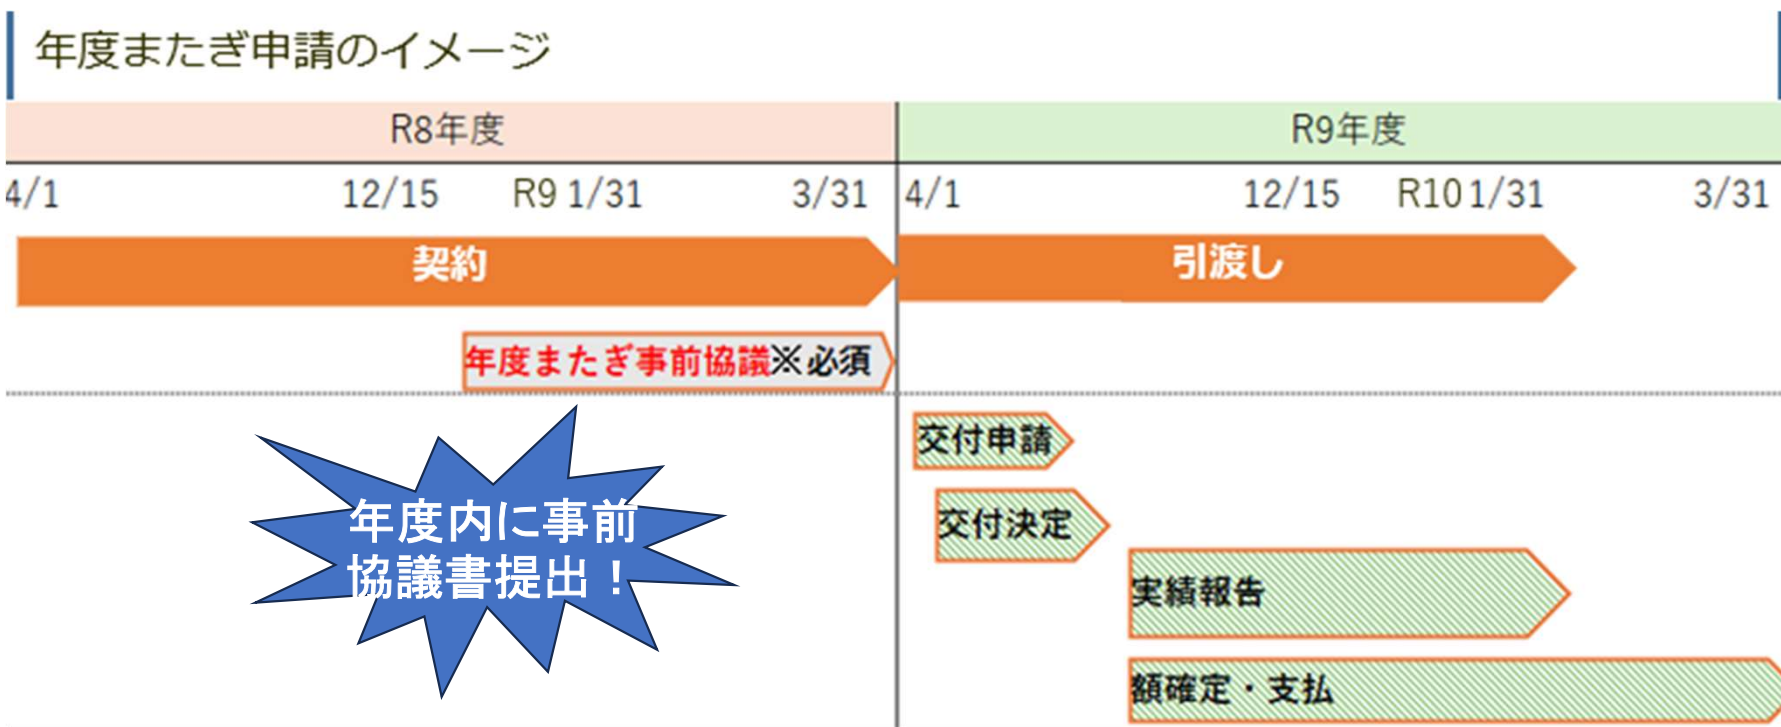 年度またぎ申請のイメージ
R8年度 R9年度
4/1 12/15 R9 1/31 3/31 4/1 12/15 R10 1/31 3/31
契約 引渡し
年度またぎ事前協議※必須
交付申請
年度内に事前
協議書提出！
交付決定
実績報告
額確定・支払